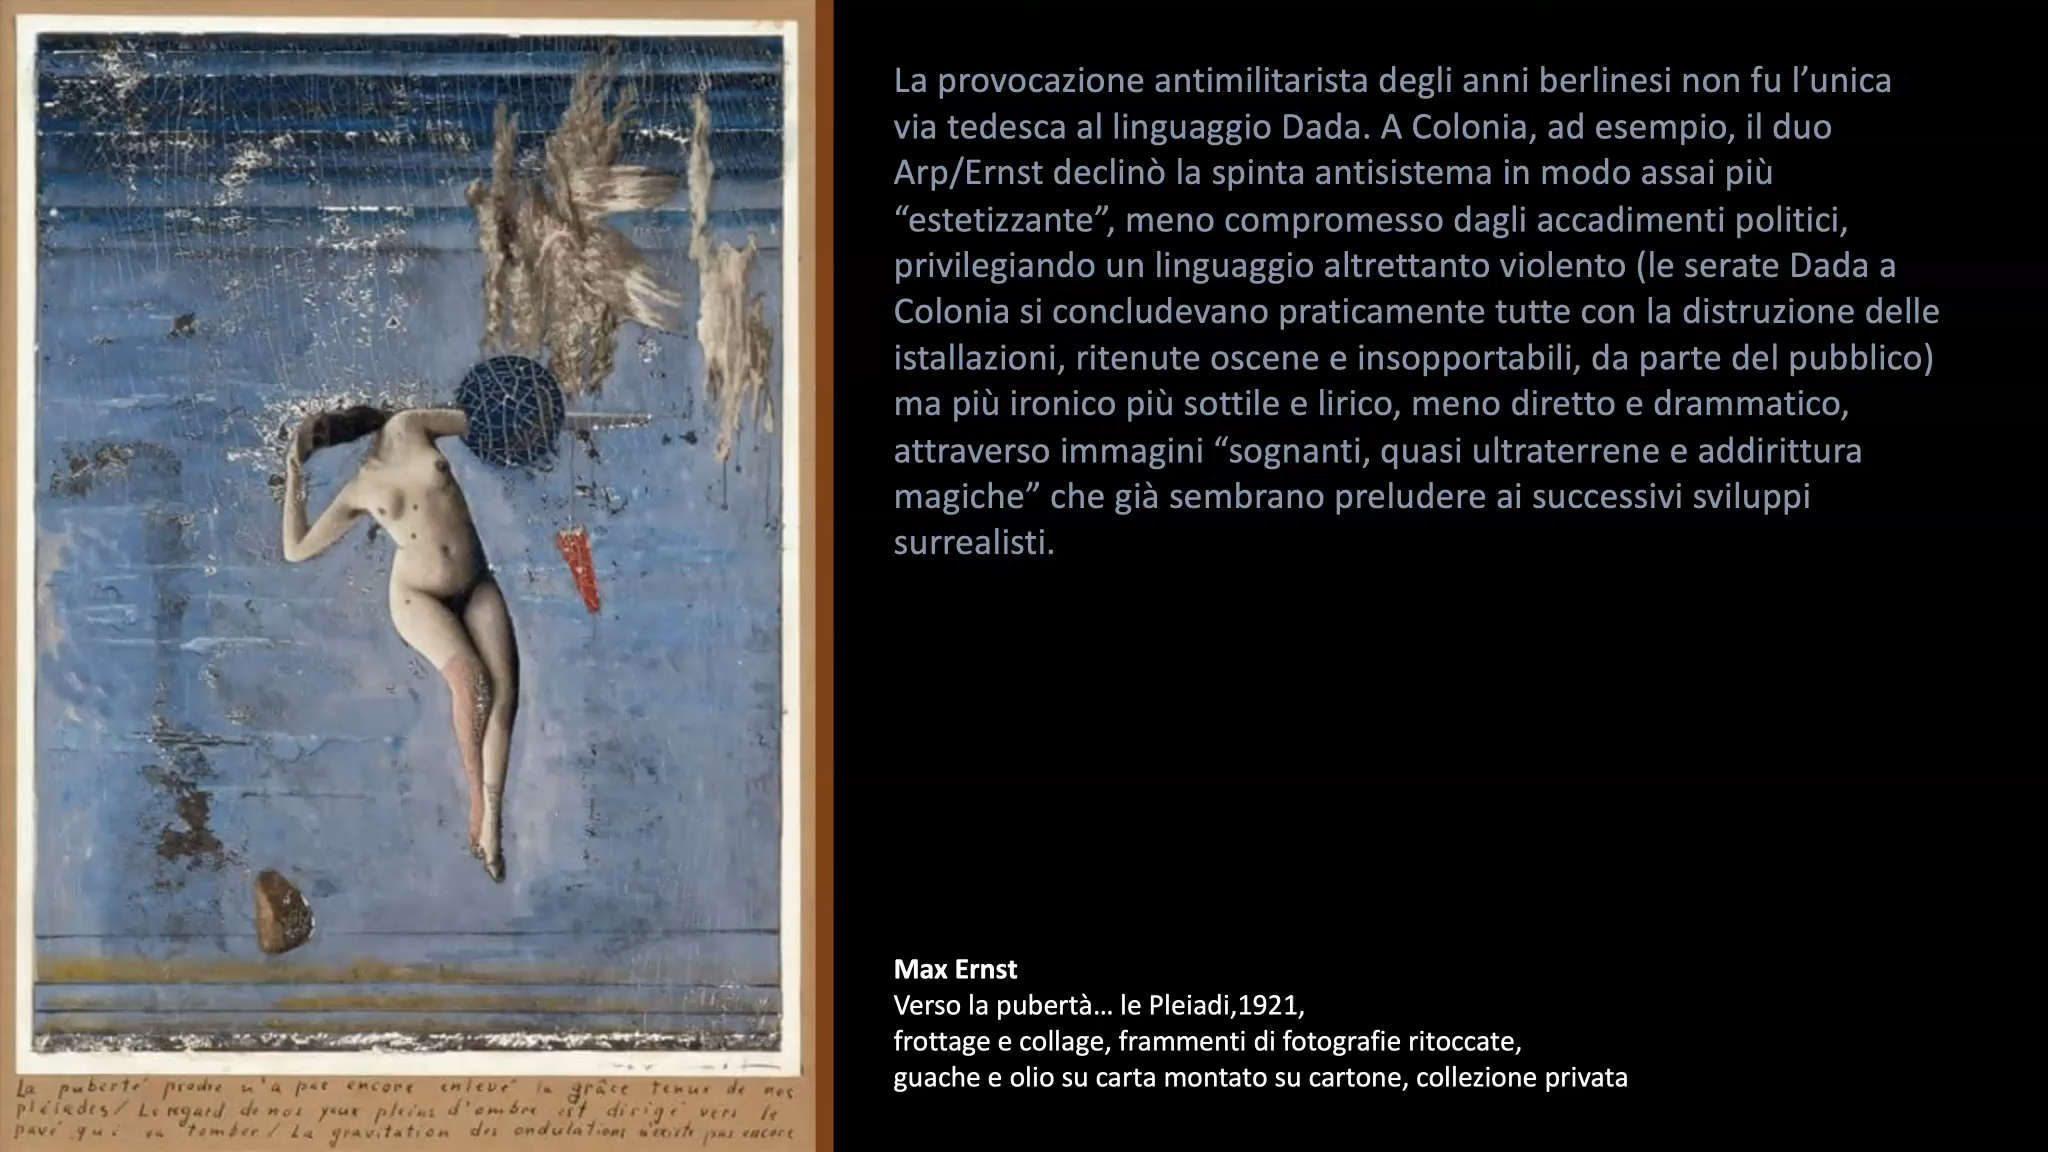 La provocazione antimilitarista degli anni berlinesi non fu l’unica
via tedesca al linguaggio Dada. A Colonia, ad esempio, il duo
Arp/Ernst declinò la spinta antisistema in modo assai più
“estetizzante”, meno compromesso dagli accadimenti politici,
privilegiando un linguaggio altrettanto violento (le serate Dada a
Colonia si concludevano praticamente tutte con la distruzione delle
istallazioni, ritenute oscene e insopportabili, da parte del pubblico)
ma più ironico più sottile e lirico, meno diretto e drammatico,
attraverso immagini “sognanti, quasi ultraterrene e addirittura
magiche” che già sembrano preludere ai successivi sviluppi
surrealisti.
Max Ernst
Verso la pubertà... le Pleiadi,1921,
frottage e collage, frammenti di fotografie ritoccate,
guache e olio su carta montato su cartone, collezione privata
La puberté proche n'a pas encore enlevé la grâce tenue de nos
pléiades / Le regard de nos yeux pleins d'ombre est dirigé vers le
pavé qui va tomber / La gravitation des ondulations n'existe pas encore